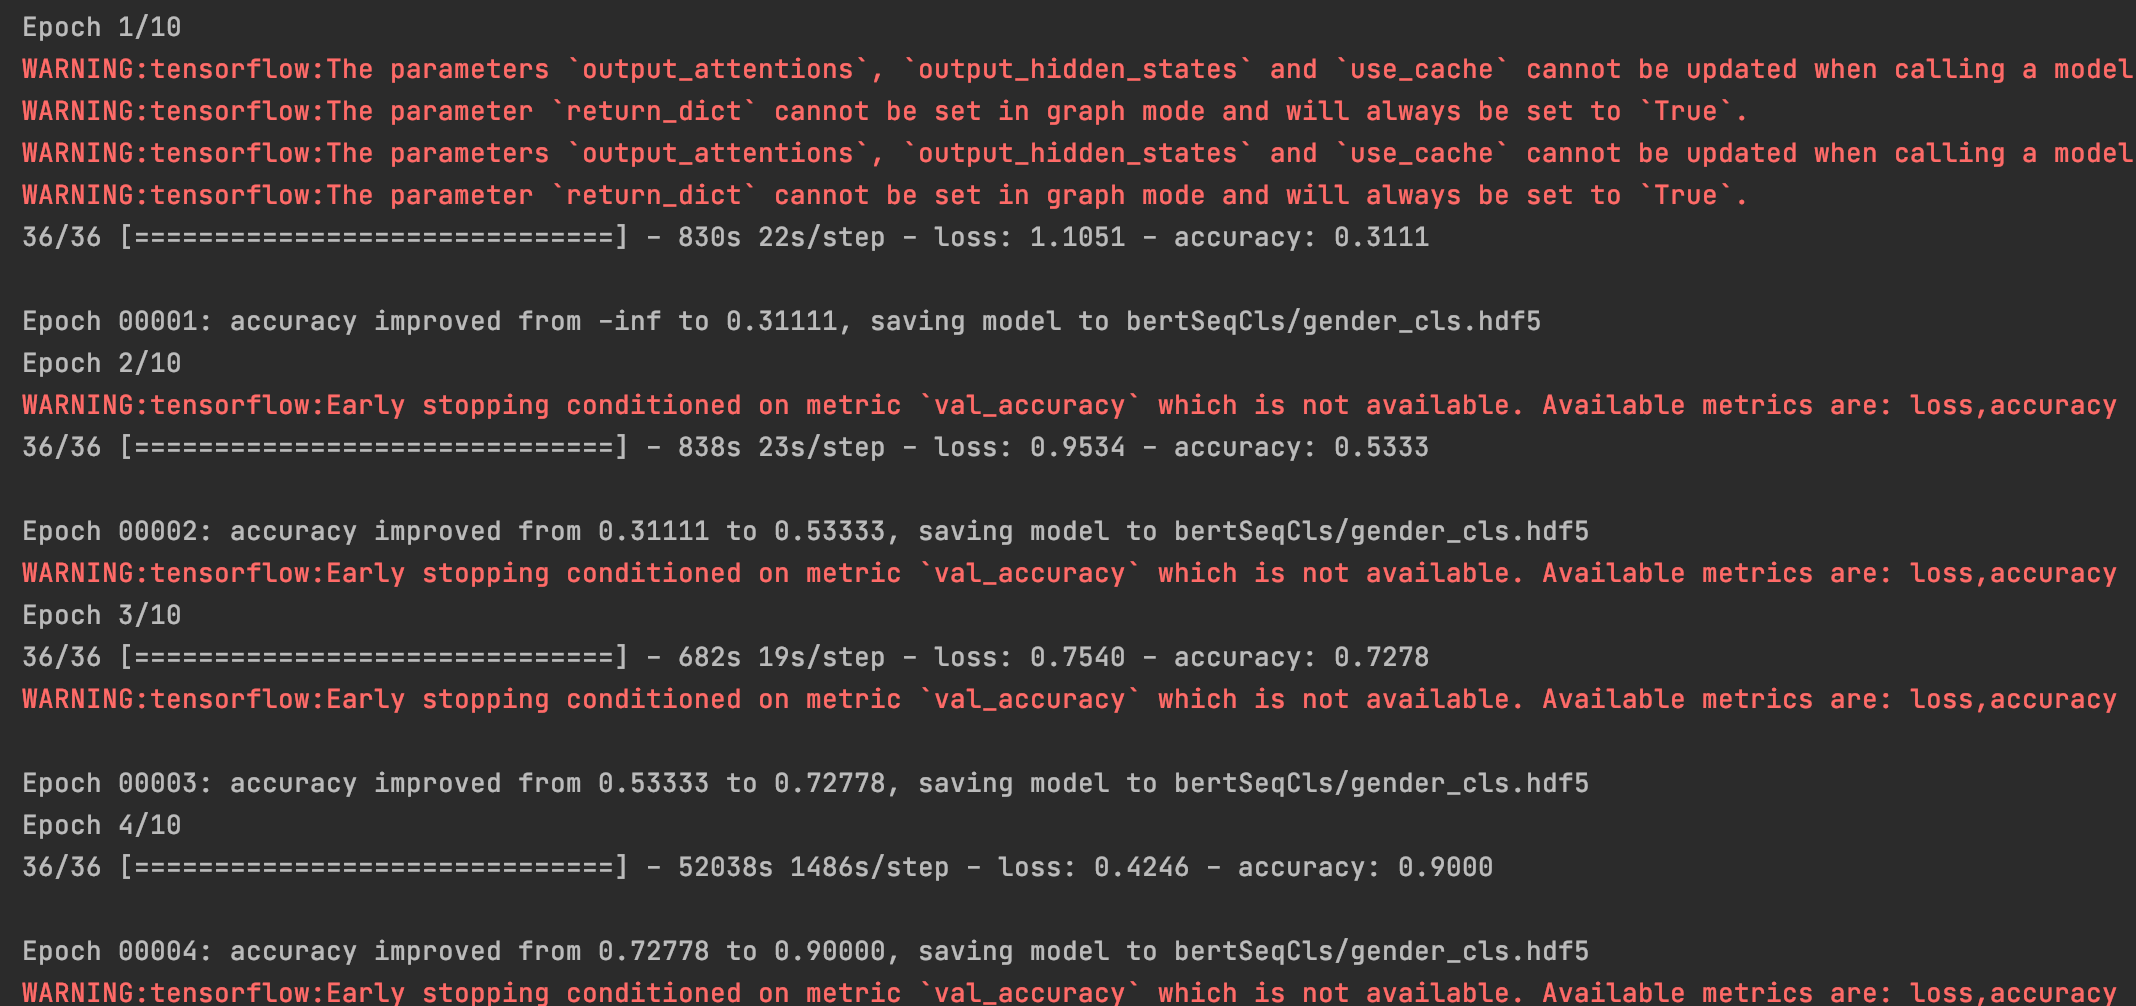 Epoch 1/10
WARNING:tensorflow:The parameters `output_attentions`, `output_hidden_states` and `use_cache` cannot be updated when calling a model
WARNING:tensorflow:The parameter `return_dict` cannot be set in graph mode and will always be set to `True`.
WARNING:tensorflow:The parameters `output_attentions`, `output_hidden_states` and `use_cache` cannot be updated when calling a model
WARNING:tensorflow:The parameter `return_dict` cannot be set in graph mode and will always be set to `True`.
36/36 [==============================] - 830s 22s/step - loss: 1.1051 - accuracy: 0.3111
Epoch 00001: accuracy improved from -inf to 0.31111, saving model to bertSeqCls/gender_cls.hdf5
Epoch 2/10
WARNING:tensorflow:Early stopping conditioned on metric `val_accuracy` which is not available. Available metrics are: loss,accuracy
36/36 [==============================] - 838s 23s/step - loss: 0.9534 - accuracy: 0.5333
Epoch 00002: accuracy improved from 0.31111 to 0.53333, saving model to bertSeqCls/gender_cls.hdf5
WARNING:tensorflow:Early stopping conditioned on metric `val_accuracy` which is not available. Available metrics are: loss,accuracy
Epoch 3/10
36/36 [==============================] - 682s 19s/step - loss: 0.7540 - accuracy: 0.7278
WARNING:tensorflow:Early stopping conditioned on metric `val_accuracy` which is not available. Available metrics are: loss,accuracy
Epoch 00003: accuracy improved from 0.53333 to 0.72778, saving model to bertSeqCls/gender_cls.hdf5
Epoch 4/10
36/36 [==============================] - 52038s 1486s/step - loss: 0.4246 - accuracy: 0.9000
Epoch 00004: accuracy improved from 0.72778 to 0.90000, saving model to bertSeqCls/gender_cls.hdf5
WARNING:tensorflow:Early stopping conditioned on metric `val_accuracy` which is not available. Available metrics are: loss,accuracy